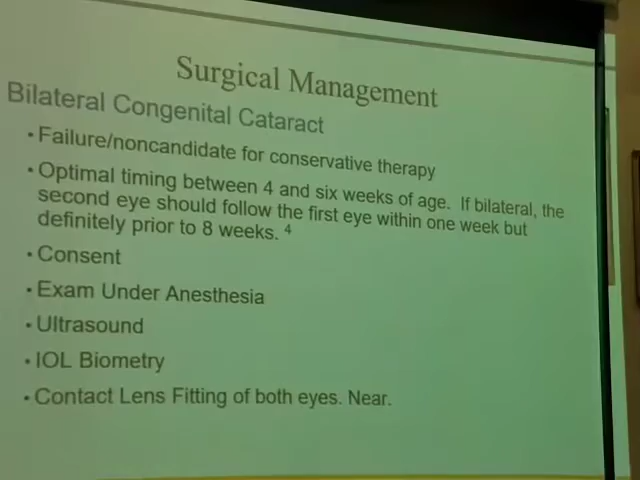 Surgical Management
Bilateral Congenital Cataract
• Failure/noncandidate for conservative therapy
• Optimal timing between 4 and six weeks of age. If bilateral, the
second eye should follow the first eye within one week but
definitely prior to 8 weeks. 4
• Consent
• Exam Under Anesthesia
• Ultrasound
• IOL Biometry
• Contact Lens Fitting of both eyes. Near.